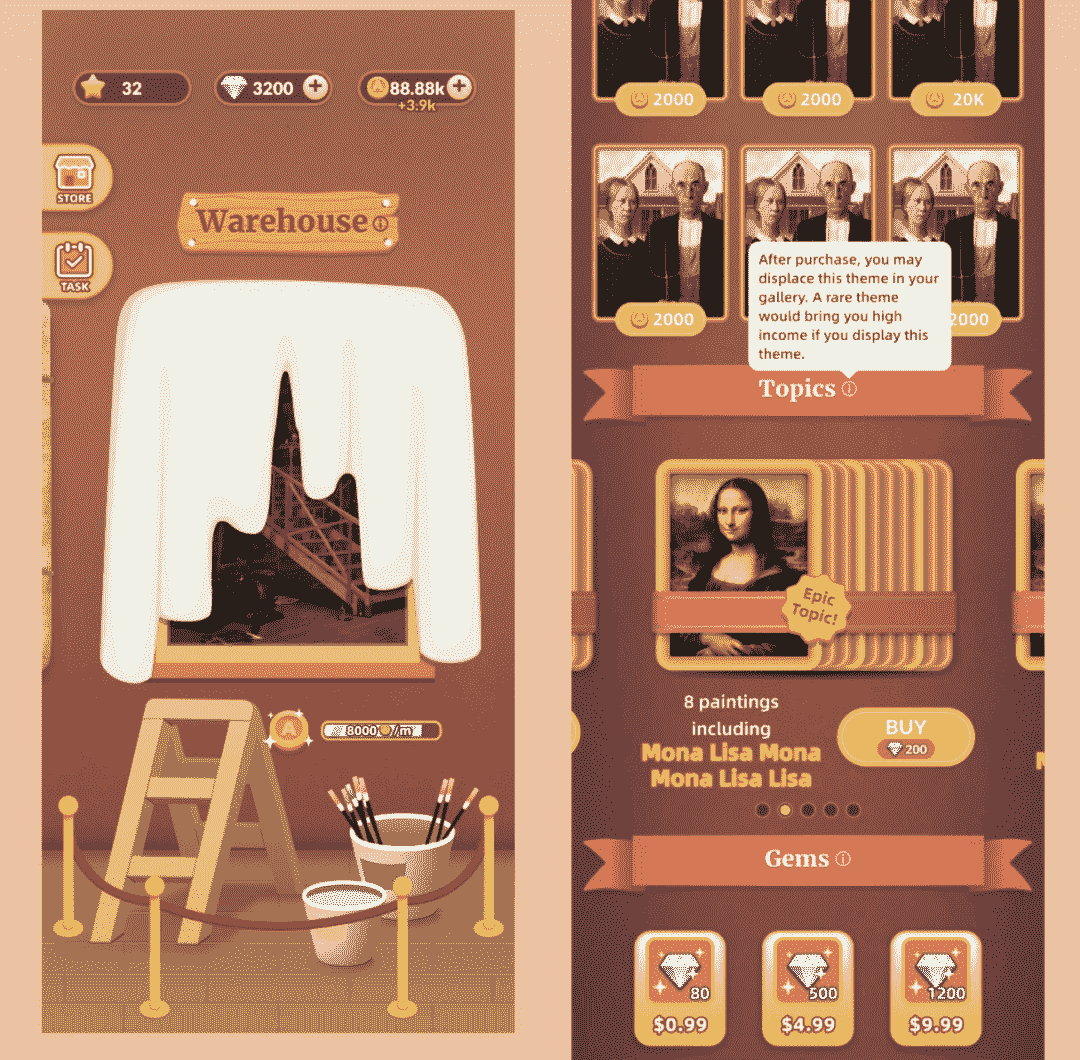 32
3200
88.88k
+3.9k
STORE
Warehouse
TASK
8000/m²
2000
2000
20K
2000
2000
After purchase, you may
displace this theme in your
gallery. A rare theme
would bring you high
income if you display this
theme.
Topics
Epic
Topic!
8 paintings
including
Mona Lisa Mona
Mona Lisa Lisa
BUY
200
Gems
80
500
1200
$0.99
$4.99
$9.99